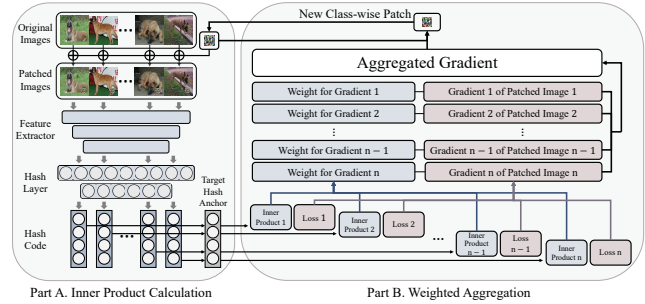 New Class-wise Patch
Original
Images
Patched
Images
Feature
Extractor
Hash
Layer
Target
Hash
Anchor
Hash
Code
Aggregated Gradient
Weight for Gradient 1
Gradient 1 of Patched Image 1
Weight for Gradient 2
Gradient 2 of Patched Image 2
Weight for Gradient n − 1
Gradient n − 1 of Patched Image n − 1
Weight for Gradient n
Gradient n of Patched Image n
Inner
Product 1
Loss 1
Inner
Product 2
Loss 2
Inner
Product
n−1
Loss
n−1
Inner
Product n
Loss n
Part A. Inner Product Calculation
Part B. Weighted Aggregation